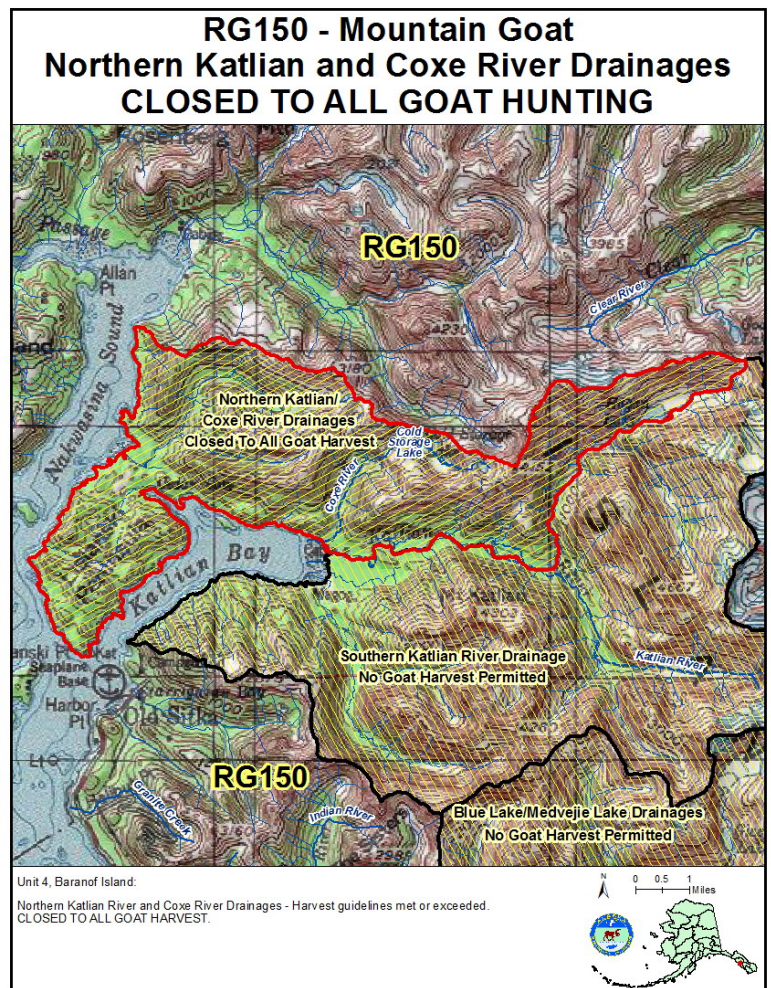 RG150 - Mountain Goat
Northern Katlian and Coxe River Drainages
CLOSED TO ALL GOAT HUNTING
Passage
Allan
Pt
RG150
3985
Clear
Clear River
4230
Nakwasina Sound
3180
Northern Katlian/
Coxe River Drainages
Closed To All Goat Harvest
Cold
Storage
Lake
Coxe River
Katlian Bay
4663
Southern Katlian River Drainage
No Goat Harvest Permitted
Katlian River
Seaplane
Base
Harbor
Pt
Old Sitka
RG150
Granite Creek
Indian River
Blue Lake/Medvejie Lake Drainages
No Goat Harvest Permitted
Unit 4, Baranof Island:
Northern Katlian River and Coxe River Drainages - Harvest guidelines met or exceeded.
CLOSED TO ALL GOAT HARVEST.
N
0 0.5 1
Miles